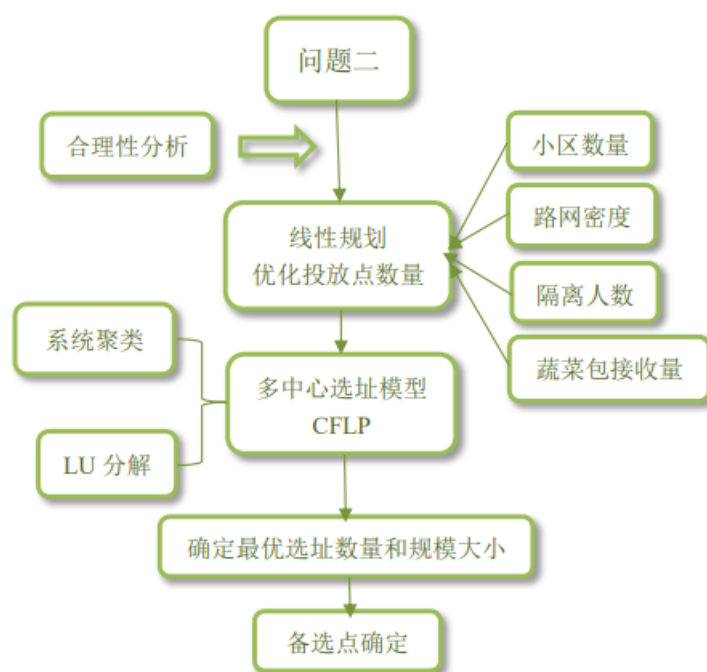 问题二
合理性分析
小区数量
路网密度
线性规划
优化投放点数量
隔离人数
系统聚类
蔬菜包接收量
多中心选址模型
CFLP
LU 分解
确定最优选址数量和规模大小
备选点确定